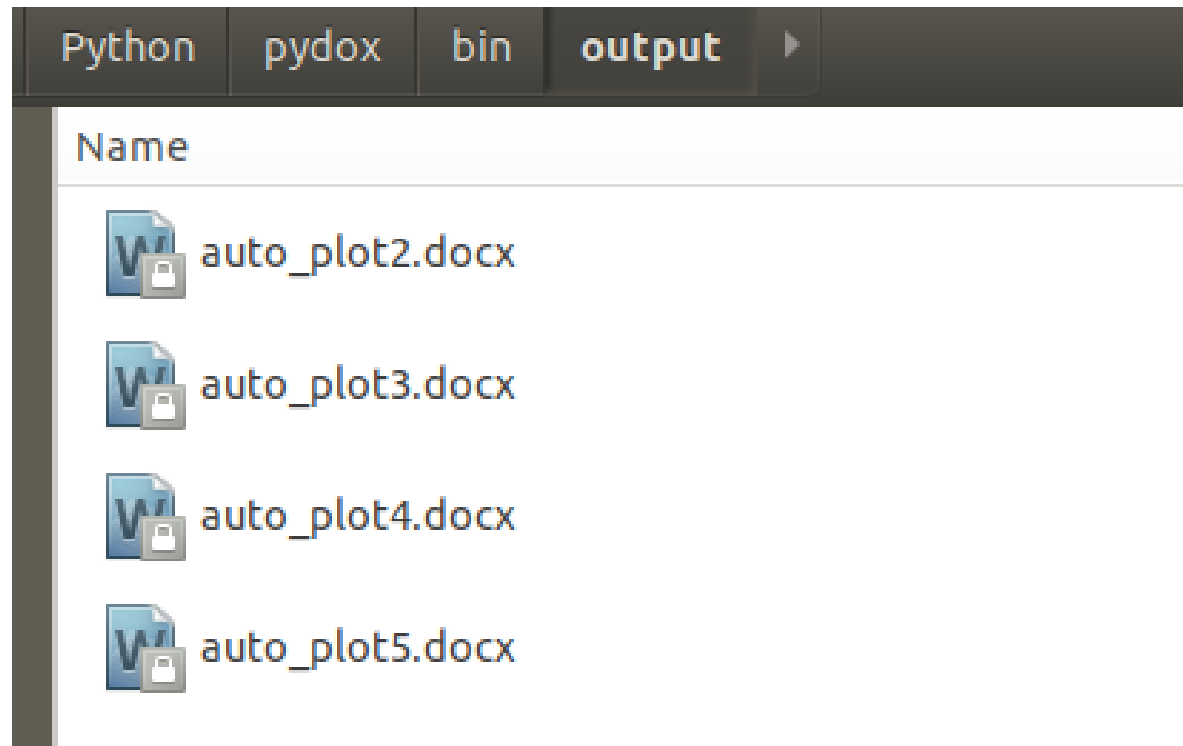 Python pydox bin output
Name
W auto_plot2.docx
W auto_plot3.docx
W auto_plot4.docx
W auto_plot5.docx